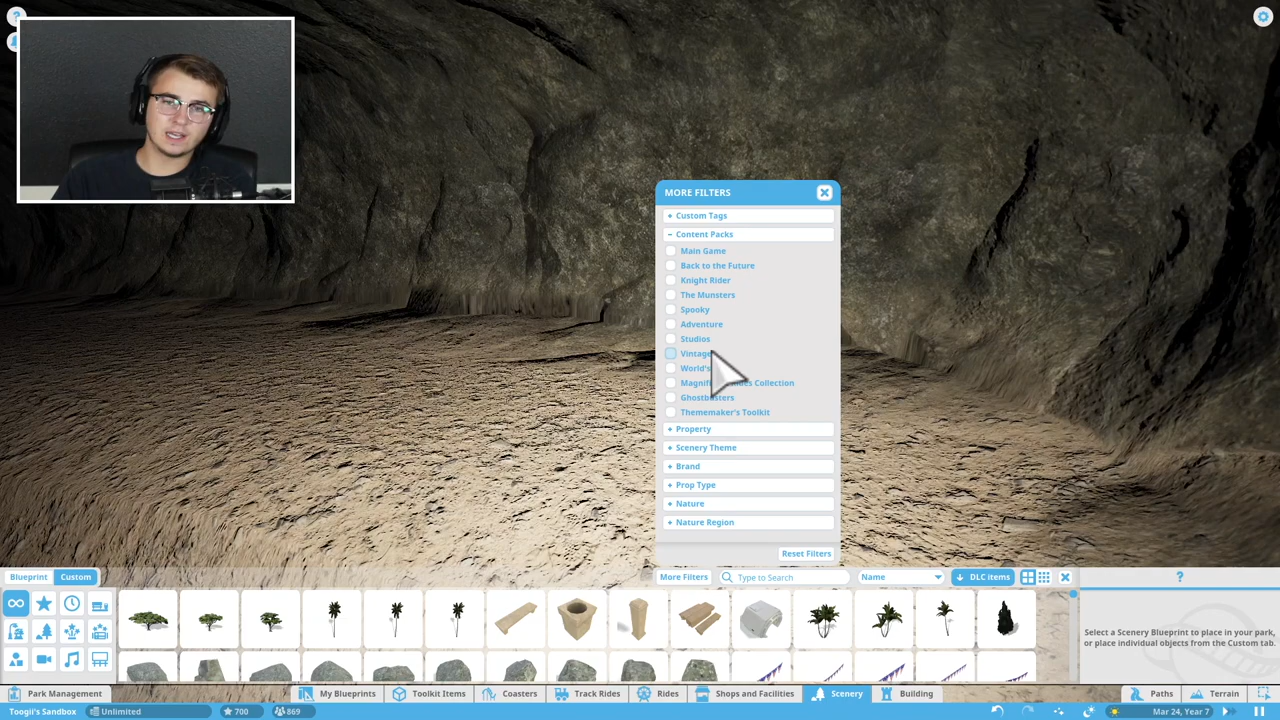 ?
MORE FILTERS
+ Custom Tags
- Content Packs
Main Game
Back to the Future
Knight Rider
The Munsters
Spooky
Adventure
Studios
Vintage
World's
Ghostbusters
Thememaker's Toolkit
+ Property
+ Scenery Theme
+ Brand
+ Prop Type
+ Nature
+ Nature Region
Reset Filters
Blueprint
Custom
More Filters
Type to Search
Name
DLC items
?
Select a Scenery Blueprint to place in your park,
or place individual objects from the Custom tab.
Park Management
My Blueprints
Toolkit Items
Coasters
Track Rides
Rides
Shops and Facilities
Scenery
Building
Paths
Terrain
Toogii's Sandbox
Unlimited
700
869
Mar 24, Year 7